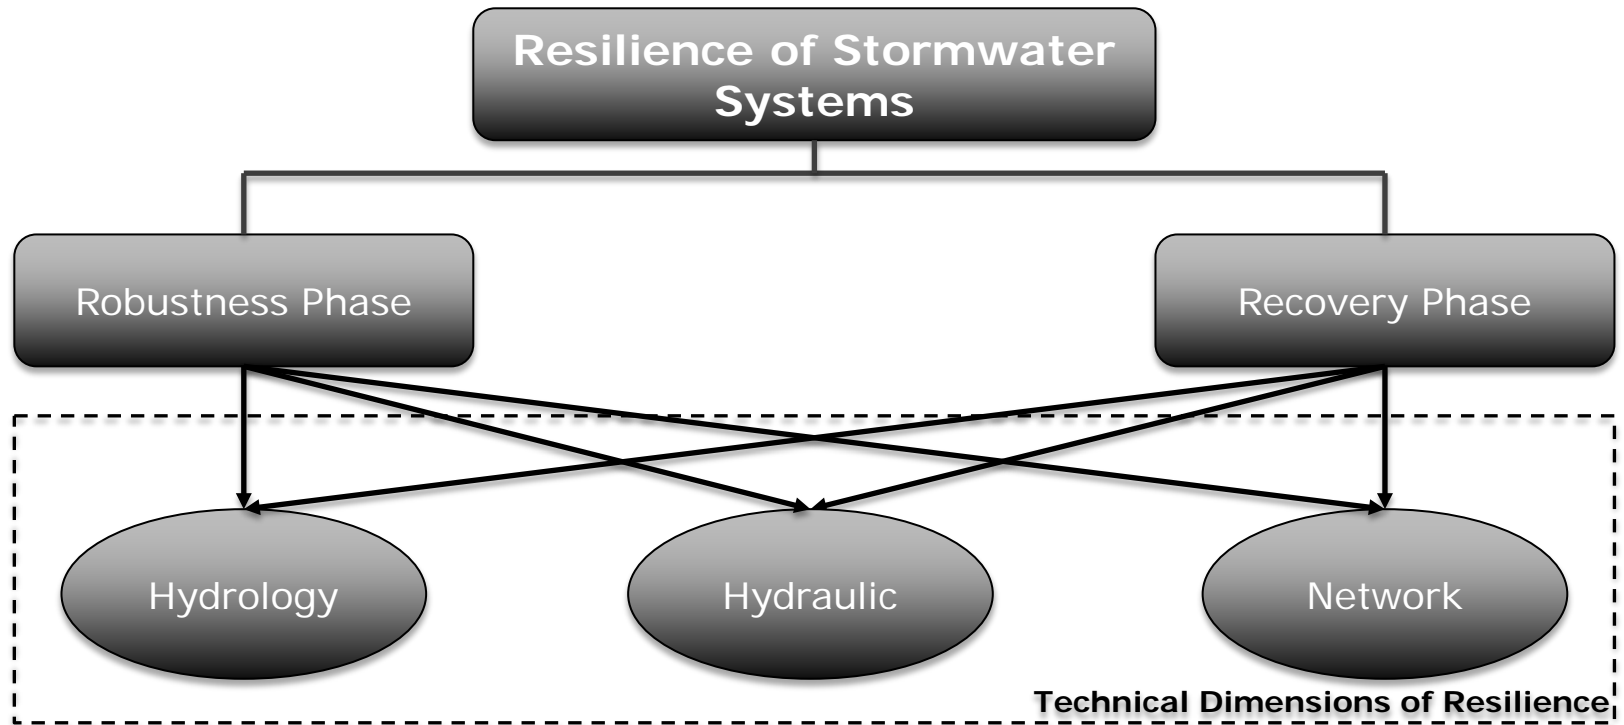 Resilience of Stormwater
Systems
Robustness Phase
Recovery Phase
Hydrology
Hydraulic
Network
Technical Dimensions of Resilience